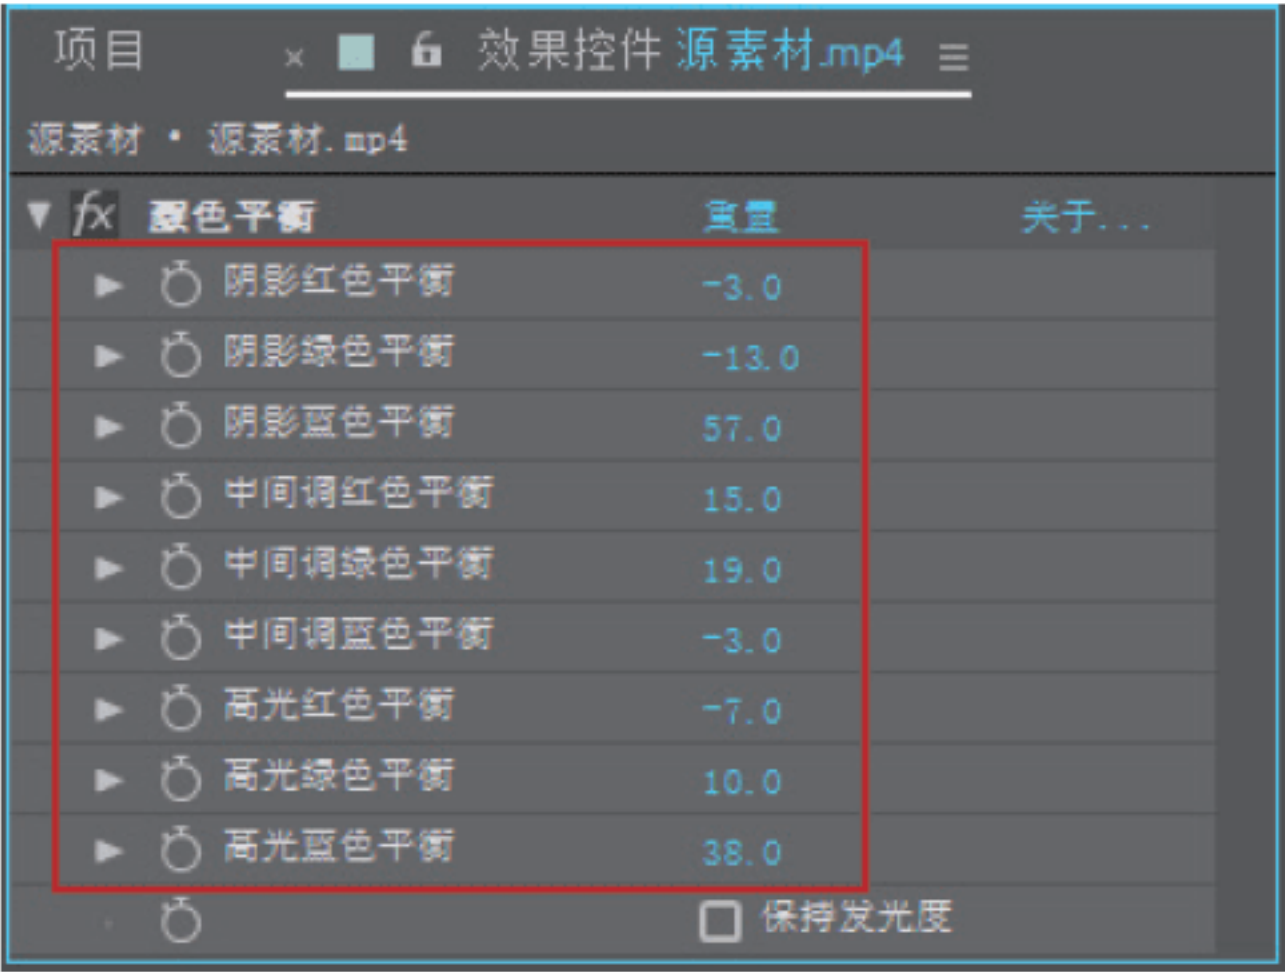 项目 × 效果控件 源素材.mp4 ≡
源素材 · 源素材.mp4
fx 颜色平衡 重置 关于...
阴影红色平衡 -3.0
阴影绿色平衡 -13.0
阴影蓝色平衡 57.0
中间调红色平衡 15.0
中间调绿色平衡 19.0
中间调蓝色平衡 -3.0
高光红色平衡 -7.0
高光绿色平衡 10.0
高光蓝色平衡 38.0
保持发光度